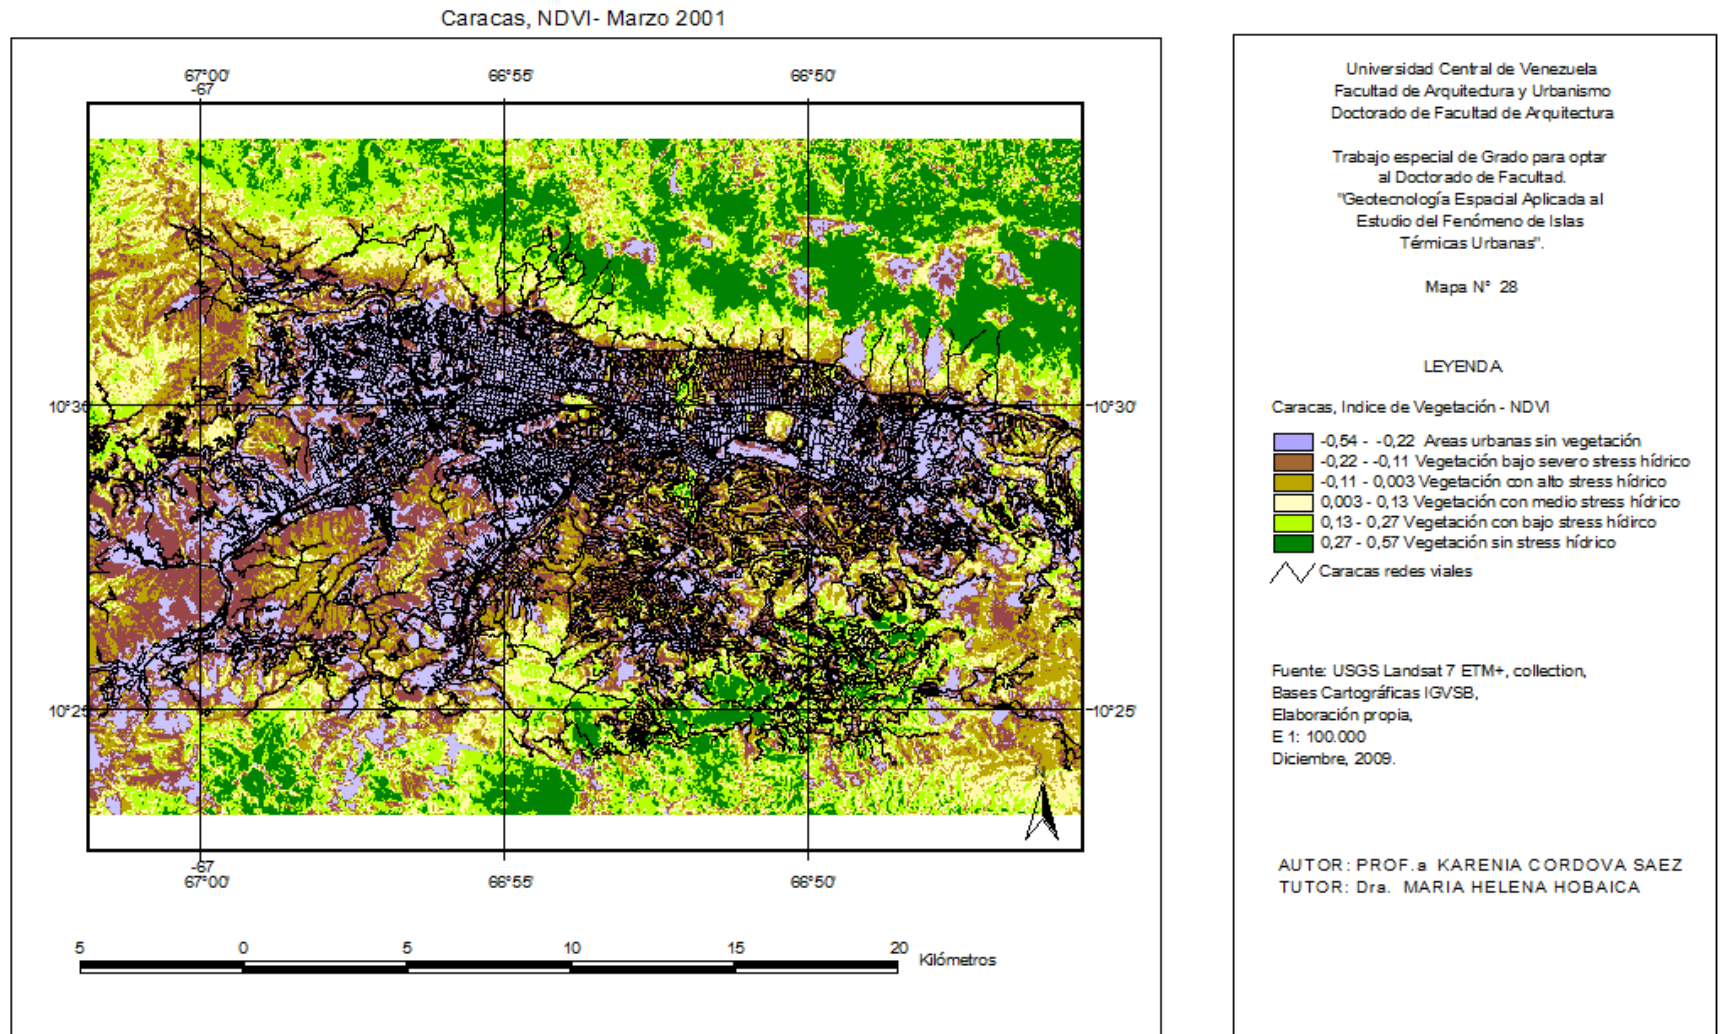 Caracas, NDVI- Marzo 2001
67°00' 66°55' 66°50'
-67
10°30'
10°30'
10°25'
10°25'
-67
67°00' 66°55' 66°50'
5 0 5 10 15 20 Kilómetros
Universidad Central de Venezuela
Facultad de Arquitectura y Urbanismo
Doctorado de Facultad de Arquitectura
Trabajo especial de Grado para optar
al Doctorado de Facultad.
"Geotecnología Espacial Aplicada al
Estudio del Fenómeno de Islas
Térmicas Urbanas".
Mapa N° 28
LEYENDA
Caracas, Indice de Vegetación - NDVI
-0,54 - -0,22 Areas urbanas sin vegetación
-0,22 - -0,11 Vegetación bajo severo stress hídrico
-0,11 - 0,003 Vegetación con alto stress hídrico
0,003 - 0,13 Vegetación con medio stress hídrico
0,13 - 0,27 Vegetación con bajo stress hídirco
0,27 - 0,57 Vegetación sin stress hídrico
Caracas redes viales
Fuente: USGS Landsat 7 ETM+, collection,
Bases Cartográficas IGVSB,
Elaboración propia,
E 1: 100.000
Diciembre, 2009.
AUTOR: PROF.a KARENIA CORDOVA SAEZ
TUTOR: Dra. MARIA HELENA HOBAICA